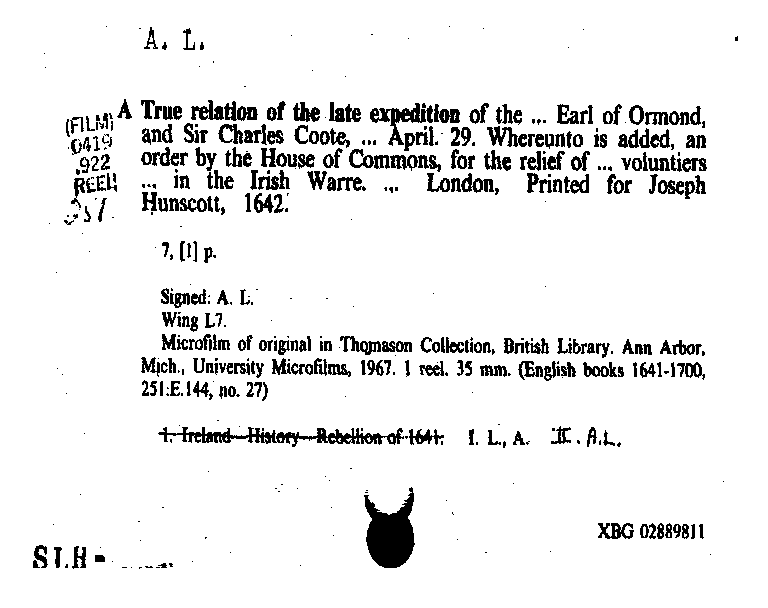 A. L.
(FILM)
0419
.922
REEL
251
A True relation of the late expedition of the ... Earl of Ormond,
and Sir Charles Coote, ... April. 29. Whereunto is added, an
order by the House of Commons, for the relief of ... voluntiers
... in the Irish Warre. ... London, Printed for Joseph
Hunscott, 1642.
7, [1] p.
Signed: A. L.
Wing L7.
Microfilm of original in Thomason Collection, British Library. Ann Arbor,
Mich., University Microfilms, 1967. 1 reel. 35 mm. (English books 1641-1700,
251:E.144, no. 27)
1. Ireland—History—Rebellion of 1641. I. L., A. II. A.L.
XBG 02889811